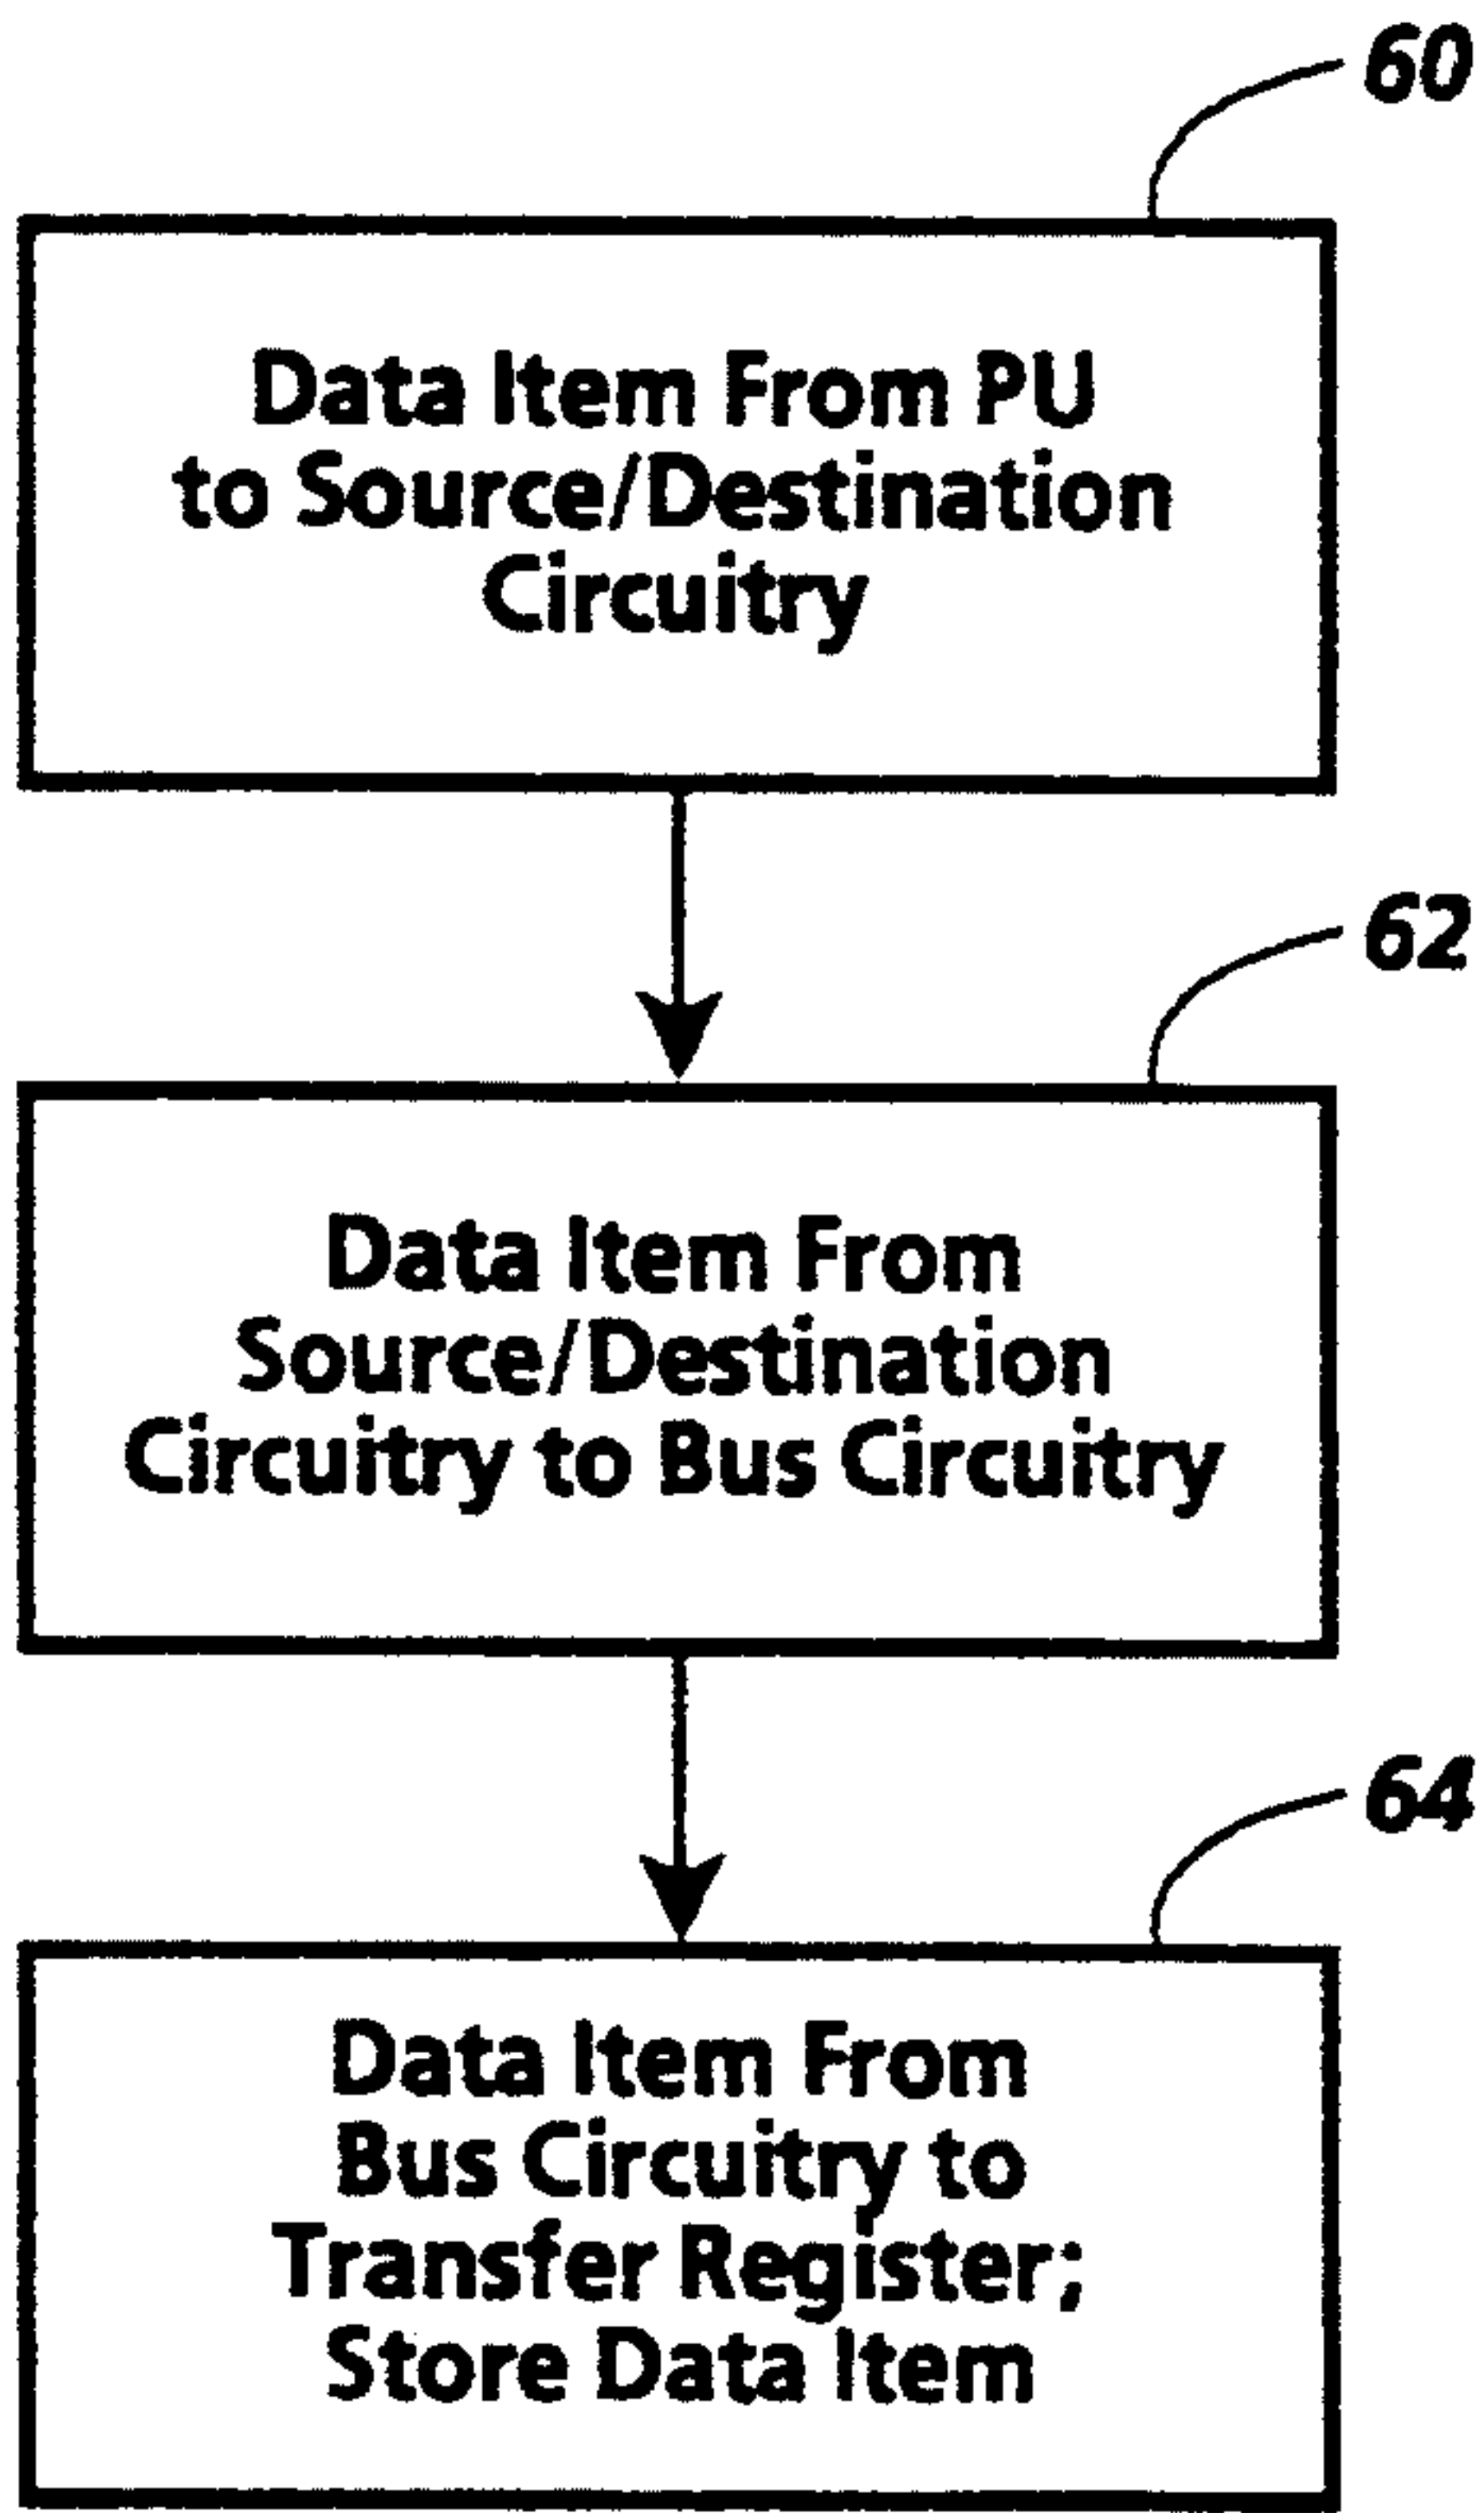 60
Data Item From PU
to Source/Destination
Circuitry
62
Data Item From
Source/Destination
Circuitry to Bus Circuitry
64
Data Item From
Bus Circuitry to
Transfer Register;
Store Data Item